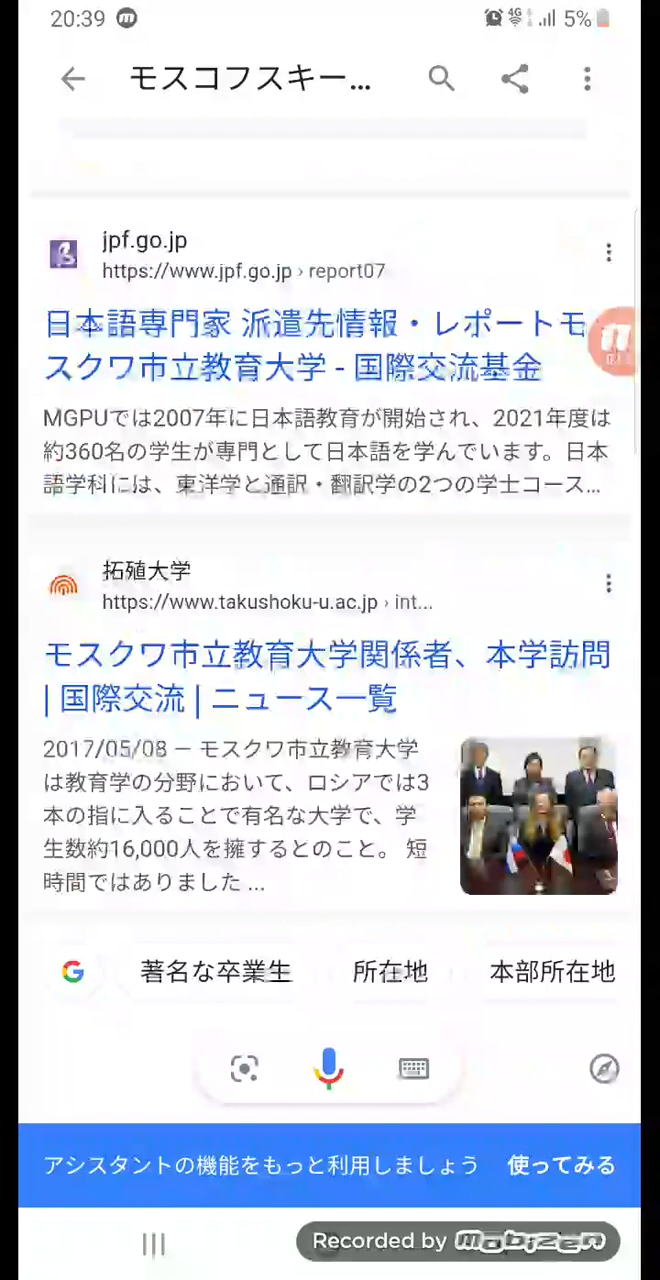 20:39 m 4G 5%
モスコフスキー...
jpf.go.jp
https://www.jpf.go.jp › report07
日本語専門家 派遣先情報・レポートモ
スクワ市立教育大学 - 国際交流基金
MGPUでは2007年に日本語教育が開始され、2021年度は
約360名の学生が専門として日本語を学んでいます。日本
語学科には、東洋学と通訳・翻訳学の2つの学士コース...
拓殖大学
https://www.takushoku-u.ac.jp › int...
モスクワ市立教育大学関係者、本学訪問
| 国際交流 | ニュース一覧
2017/05/08 — モスクワ市立教育大学
は教育学の分野において、ロシアでは3
本の指に入ることで有名な大学で、学
生数約16,000人を擁するとのこと。 短
時間ではありました ...
G 著名な卒業生 所在地 本部所在地
アシスタントの機能をもっと利用しましょう 使ってみる
Recorded by mobizen